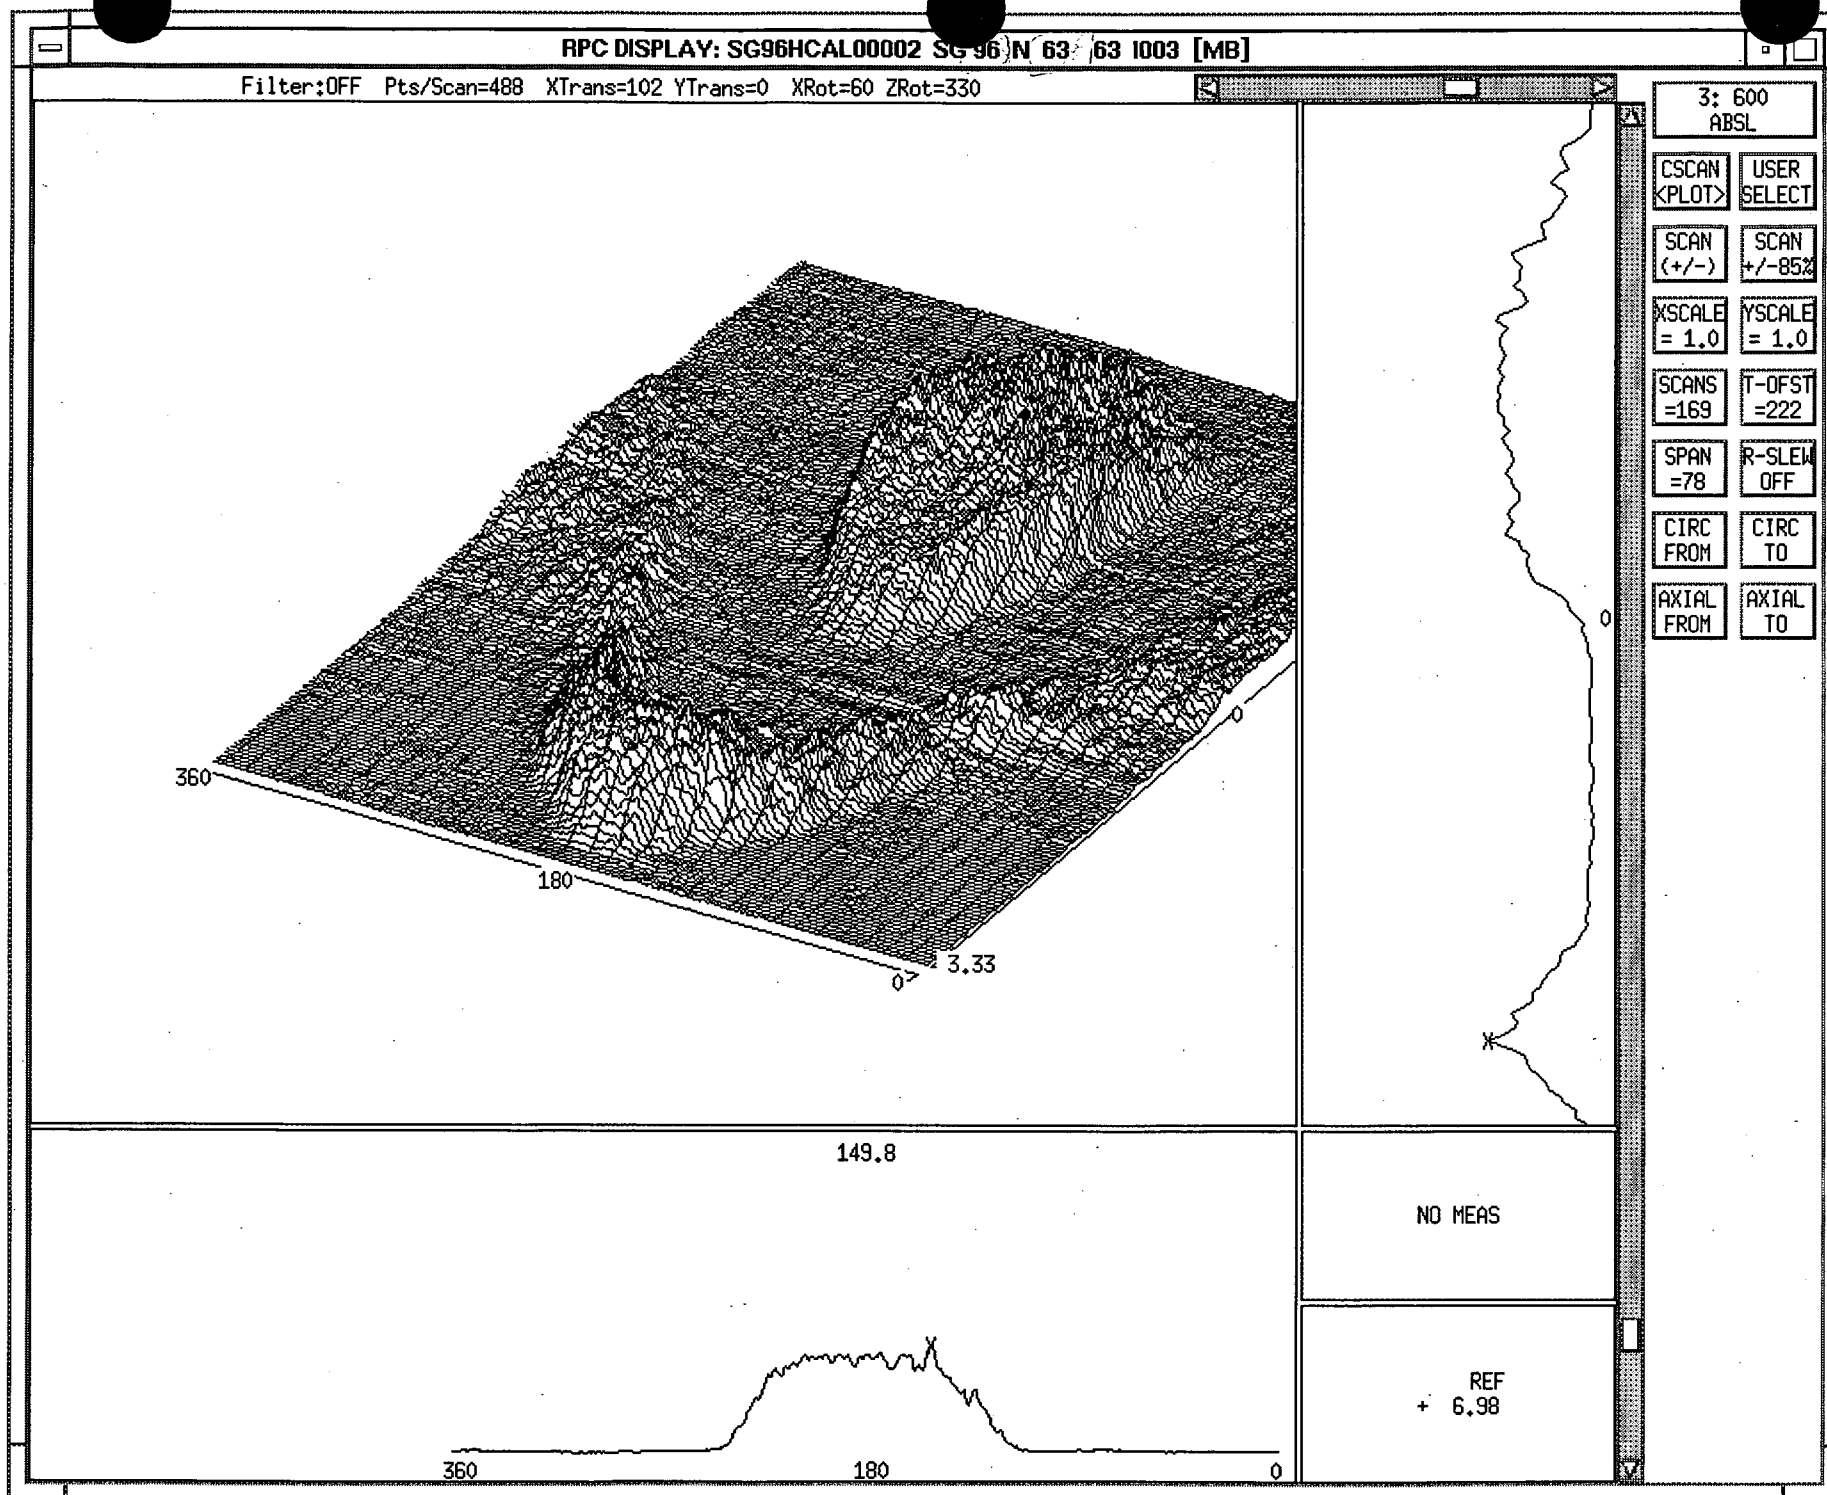 RPC DISPLAY: SG96HCAL00002 SG 96 N 63 63 I003 [MB]
Filter:OFF Pts/Scan=488 XTrans=102 YTrans=0 XRot=60 ZRot=330
3: 600
ABSL
CSCAN USER
<PLOT> SELECT
SCAN SCAN
(+/-) +/-85%
XSCALE YSCALE
= 1.0 = 1.0
SCANS T-OFST
=169 =222
SPAN R-SLEW
=78 OFF
CIRC CIRC
FROM TO
AXIAL AXIAL
FROM TO
0
0
360
180
0
3.33
149.8
NO MEAS
REF
+ 6.98
360 180 0